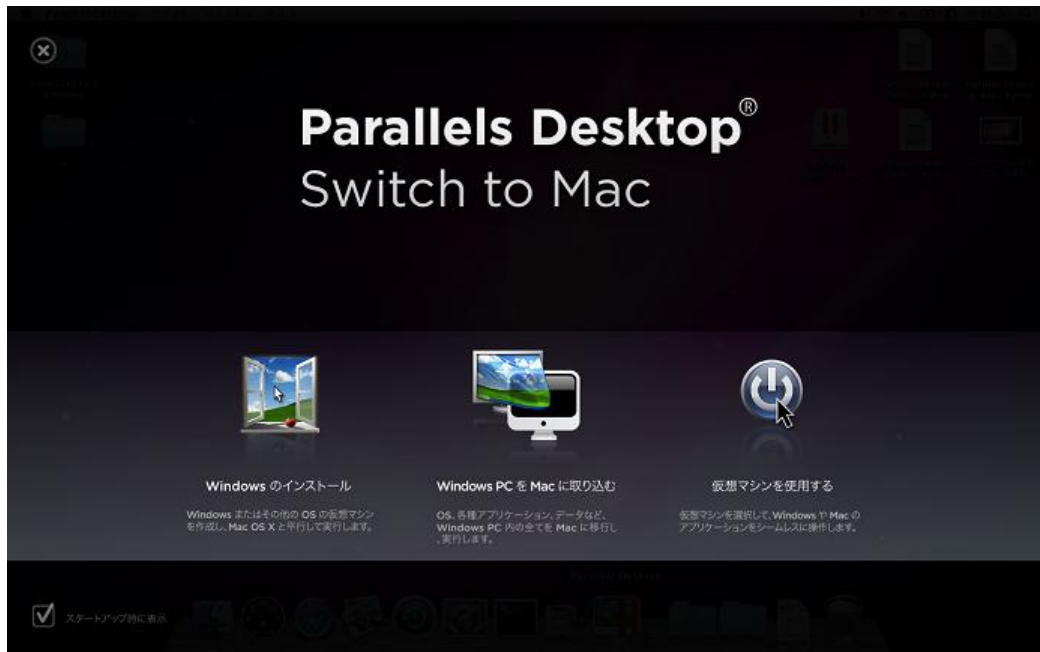 Parallels Desktop®
Switch to Mac
Windows のインストール
Windows またはその他の OS の仮想マシン
を作成し、Mac OS X と平行して実行します。
Windows PC を Mac に取り込む
OS、各種アプリケーション、データなど、
Windows PC 内の全てを Mac に移行し
、実行します。
仮想マシンを使用する
仮想マシンを選択して、Windows や Mac の
アプリケーションをシームレスに操作します。
Parallels Desktop
スタートアップ時に表示